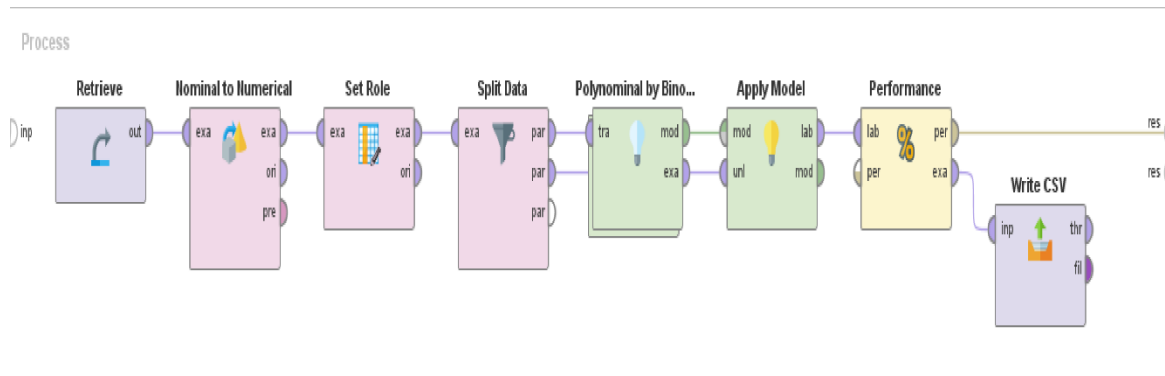 Process
Retrieve
Nominal to Numerical
Set Role
Split Data
Polynominal by Bino...
Apply Model
Performance
inp
out
exa
exa
ori
pre
exa
exa
ori
exa
par
par
par
tra
mod
exa
mod
unl
lab
mod
lab
per
%
per
exa
res
res
Write CSV
inp
thr
fil